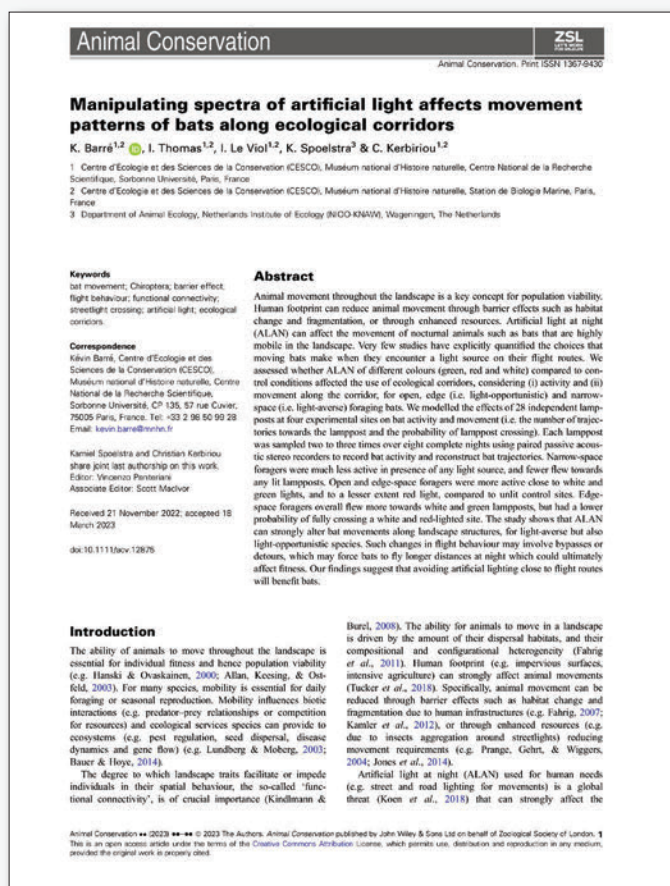 Animal Conservation
ZSL
LET'S WORK
FOR WILDLIFE
Animal Conservation. Print ISSN 1367-9430
Manipulating spectra of artificial light affects movement
patterns of bats along ecological corridors
K. Barré1,2, I. Thomas1,2, I. Le Viol1,2, K. Spoelstra3 & C. Kerbiriou1,2
1 Centre d'Ecologie et des Sciences de la Conservation (CESCO), Muséum national d'Histoire naturelle, Centre National de la Recherche
Scientifique, Sorbonne Université, Paris, France
2 Centre d'Ecologie et des Sciences de la Conservation (CESCO), Muséum national d'Histoire naturelle, Station de Biologie Marine, Paris,
France
3 Department of Animal Ecology, Netherlands Institute of Ecology (NIOO-KNAW), Wageningen, The Netherlands
Keywords
bat movement; Chiroptera; barrier effect;
flight behaviour; functional connectivity;
streetlight crossing; artificial light; ecological
corridors.
Correspondence
Kévin Barré, Centre d'Ecologie et des
Sciences de la Conservation (CESCO),
Muséum national d'Histoire naturelle, Centre
National de la Recherche Scientifique,
Sorbonne Université, CP 135, 57 rue Cuvier,
75005 Paris, France. Tel: +33 2 98 50 99 28
Email: kevin.barre@mnhn.fr
Kamiel Spoelstra and Christian Kerbiriou
share joint last authorship on this work.
Editor: Vincenzo Penteriani
Associate Editor: Scott MacIvor
Received 21 November 2022; accepted 18
March 2023
doi:10.1111/acv.12875
Abstract
Animal movement throughout the landscape is a key concept for population viability.
Human footprint can reduce animal movement through barrier effects such as habitat
change and fragmentation, or through enhanced resources. Artificial light at night
(ALAN) can affect the movement of nocturnal animals such as bats that are highly
mobile in the landscape. Very few studies have explicitly quantified the choices that
moving bats make when they encounter a light source on their flight routes. We
assessed whether ALAN of different colours (green, red and white) compared to
control conditions affected the use of ecological corridors, considering (i) activity and (ii)
movement along the corridor, for open, edge (i.e. light-opportunistic) and narrow-
space (i.e. light-averse) foraging bats. We modelled the effects of 28 independent lamp-
posts at four experimental sites on bat activity and movement (i.e. the number of trajec-
tories towards the lamppost and the probability of lamppost crossing). Each lamppost
was sampled two to three times over eight complete nights using paired passive acous-
tic stereo recorders to record bat activity and reconstruct bat trajectories. Narrow-space
foragers were much less active in presence of any light source, and fewer flew towards
any lit lampposts. Open and edge-space foragers were more active close to white and
green lights, and to a lesser extent red light, compared to unlit control sites. Edge-
space foragers overall flew more towards white and green lampposts, but had a lower
probability of fully crossing a white and red-lighted site. The study shows that ALAN
can strongly alter bat movements along landscape structures, for light-averse but also
light-opportunistic species. Such changes in flight behaviour may involve bypasses or
detours, which may force bats to fly longer distances at night which could ultimately
affect fitness. Our findings suggest that avoiding artificial lighting close to flight routes
will benefit bats.
Introduction
The ability of animals to move throughout the landscape is
essential for individual fitness and hence population viability
(e.g. Hanski & Ovaskainen, 2000; Allan, Keesing, & Ost-
feld, 2003). For many species, mobility is essential for daily
foraging or seasonal reproduction. Mobility influences biotic
interactions (e.g. predator–prey relationships or competition
for resources) and ecological services species can provide to
ecosystems (e.g. pest regulation, seed dispersal, disease
dynamics and gene flow) (e.g. Lundberg & Moberg, 2003;
Bauer & Hoye, 2014).
The degree to which landscape traits facilitate or impede
individuals in their spatial behaviour, the so-called 'func-
tional connectivity', is of crucial importance (Kindlmann &
Burel, 2008). The ability for animals to move in a landscape
is driven by the amount of their dispersal habitats, and their
compositional and configurational heterogeneity (Fahrig
et al., 2011). Human footprint (e.g. impervious surfaces,
intensive agriculture) can strongly affect animal movements
(Tucker et al., 2018). Specifically, animal movement can be
reduced through barrier effects such as habitat change and
fragmentation due to human infrastructures (e.g. Fahrig, 2007;
Kamler et al., 2012), or through enhanced resources (e.g.
due to insects aggregation around streetlights) reducing
movement requirements (e.g. Prange, Gehrt, & Wiggers,
2004; Jones et al., 2014).
Artificial light at night (ALAN) used for human needs
(e.g. street and road lighting for movements) is a global
threat (Koen et al., 2018) that can strongly affect the
Animal Conservation •• (2023) ••–•• © 2023 The Authors. Animal Conservation published by John Wiley & Sons Ltd on behalf of Zoological Society of London. 1
This is an open access article under the terms of the Creative Commons Attribution License, which permits use, distribution and reproduction in any medium,
provided the original work is properly cited.